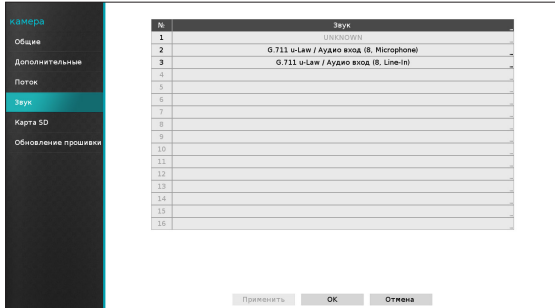 камера
Общие
Дополнительные
Поток
Звук
Карта SD
Обновление прошивки
№ Звук
1 UNKNOWN
2 G.711 u-Law / Аудио вход (8, Microphone)
3 G.711 u-Law / Аудио вход (8, Line-In)
4
5
6
7
8
9
10
11
12
13
14
15
16
Применить OK Отмена